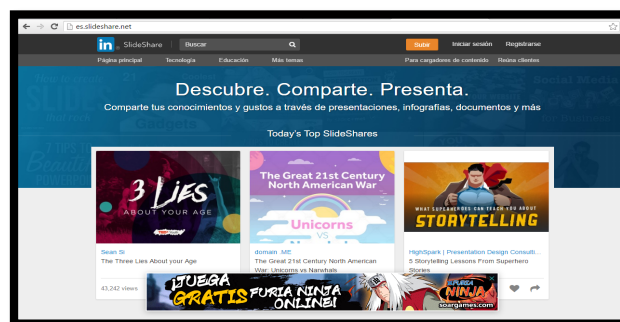 es.slideshare.net
in SlideShare Buscar Subir Iniciar sesión Registrarse
Página principal Tecnología Educación Más temas Para cargadores de contenido Reúna clientes
Descubre. Comparte. Presenta.
Comparte tus conocimientos y gustos a través de presentaciones, infografías, documentos y más
Today's Top SlideShares
3 LIES
ABOUT YOUR AGE
The Great 21st Century
North American War
Unicorns
VS
WHAT SUPERHEROES CAN TEACH YOU ABOUT
STORYTELLING
Sean Si
The Three Lies About your Age
43,242 views
domain .ME
The Great 21st Century North American
War: Unicorns vs Narwhals
HighSpark | Presentation Design Consulti...
5 Storytelling Lessons From Superhero
Stories
¡JUEGA
GRATIS FURIA NINJA
ONLINE!
FURIA
NINJA
soargames.com